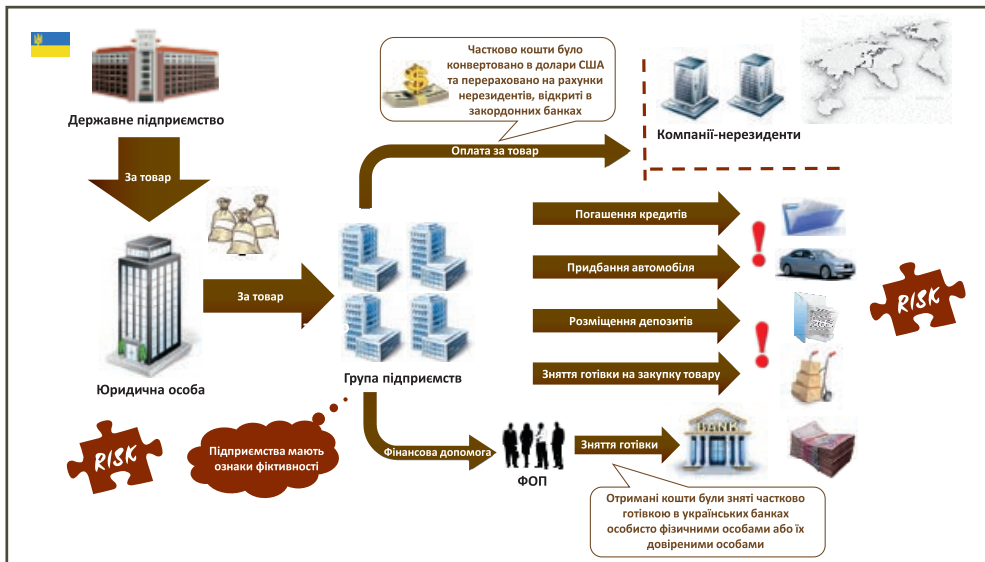 Державне підприємство
За товар
Юридична особа
За товар
Група підприємств
Частково кошти було
конвертовано в долари США
та перераховано на рахунки
нерезидентів, відкриті в
закордонних банках
Оплата за товар
Компанії-нерезиденти
Погашення кредитів
Придбання автомобіля
Розміщення депозитів
Зняття готівки на закупку товару
RISK
RISK
Підприємства мають
ознаки фіктивності
Фінансова допомога
ФОП
Зняття готівки
BANK
Отримані кошти були зняті частково
готівкою в українських банках
особисто фізичними особами або їх
довіреними особами